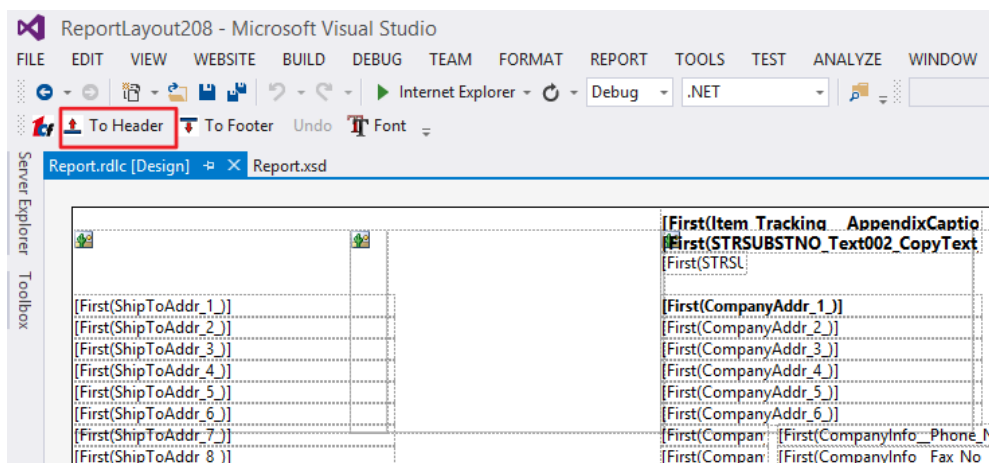 ReportLayout208 - Microsoft Visual Studio
FILE EDIT VIEW WEBSITE BUILD DEBUG TEAM FORMAT REPORT TOOLS TEST ANALYZE WINDOW
Internet Explorer Debug .NET
To Header To Footer Undo Font
Server Explorer
Toolbox
Report.rdlc [Design] Report.xsd
[First(Item_Tracking__AppendixCaptio
[First(STRSUBSTNO_Text002_CopyText
[First(STRSU
[First(ShipToAddr_1_)] [First(CompanyAddr_1_)]
[First(ShipToAddr_2_)] [First(CompanyAddr_2_)]
[First(ShipToAddr_3_)] [First(CompanyAddr_3_)]
[First(ShipToAddr_4_)] [First(CompanyAddr_4_)]
[First(ShipToAddr_5_)] [First(CompanyAddr_5_)]
[First(ShipToAddr_6_)] [First(CompanyAddr_6_)]
[First(ShipToAddr_7_)] [First(Compan [First(CompanyInfo__Phone_N
[First(ShipToAddr_8_)] [First(Compan [First(CompanyInfo__Fax_No